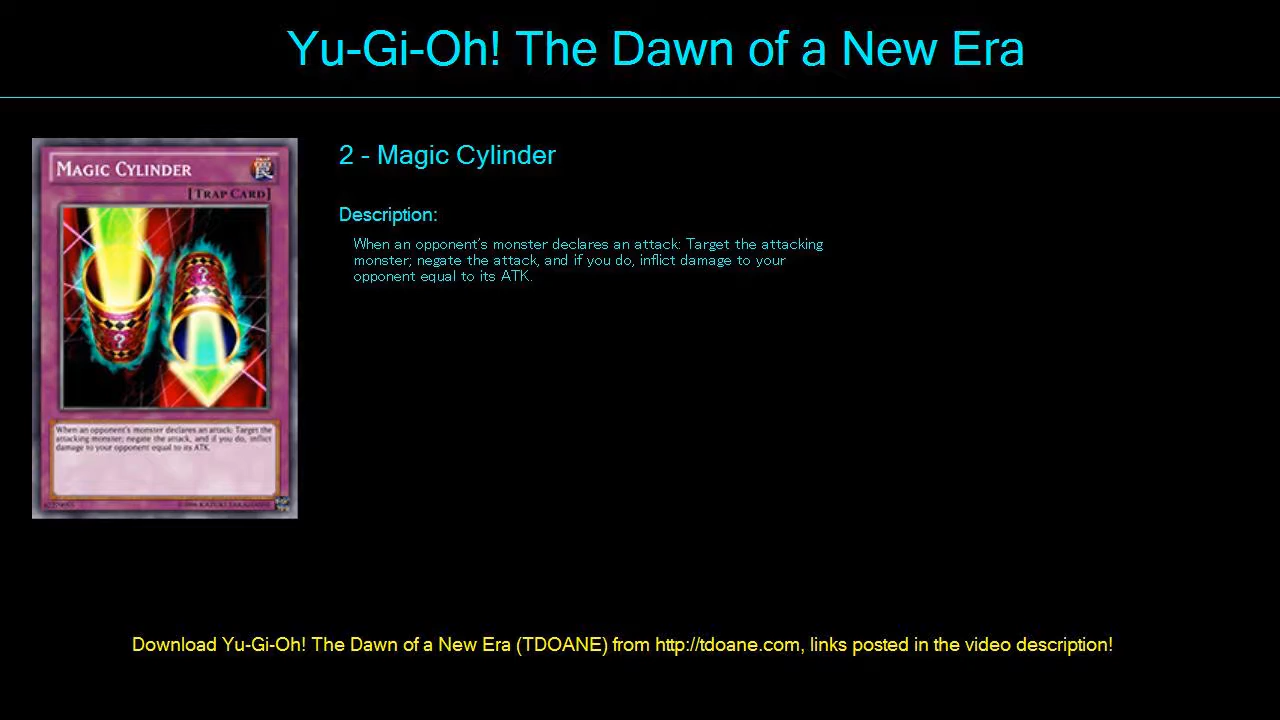 Yu-Gi-Oh! The Dawn of a New Era
MAGIC CYLINDER
[TRAP CARD]
?
?
When an opponent's monster declares an attack: Target the
attacking monster; negate the attack, and if you do, inflict
damage to your opponent equal to its ATK.
2 - Magic Cylinder
Description:
When an opponent's monster declares an attack: Target the attacking
monster; negate the attack, and if you do, inflict damage to your
opponent equal to its ATK.
Download Yu-Gi-Oh! The Dawn of a New Era (TDOANE) from http://tdoane.com, links posted in the video description!